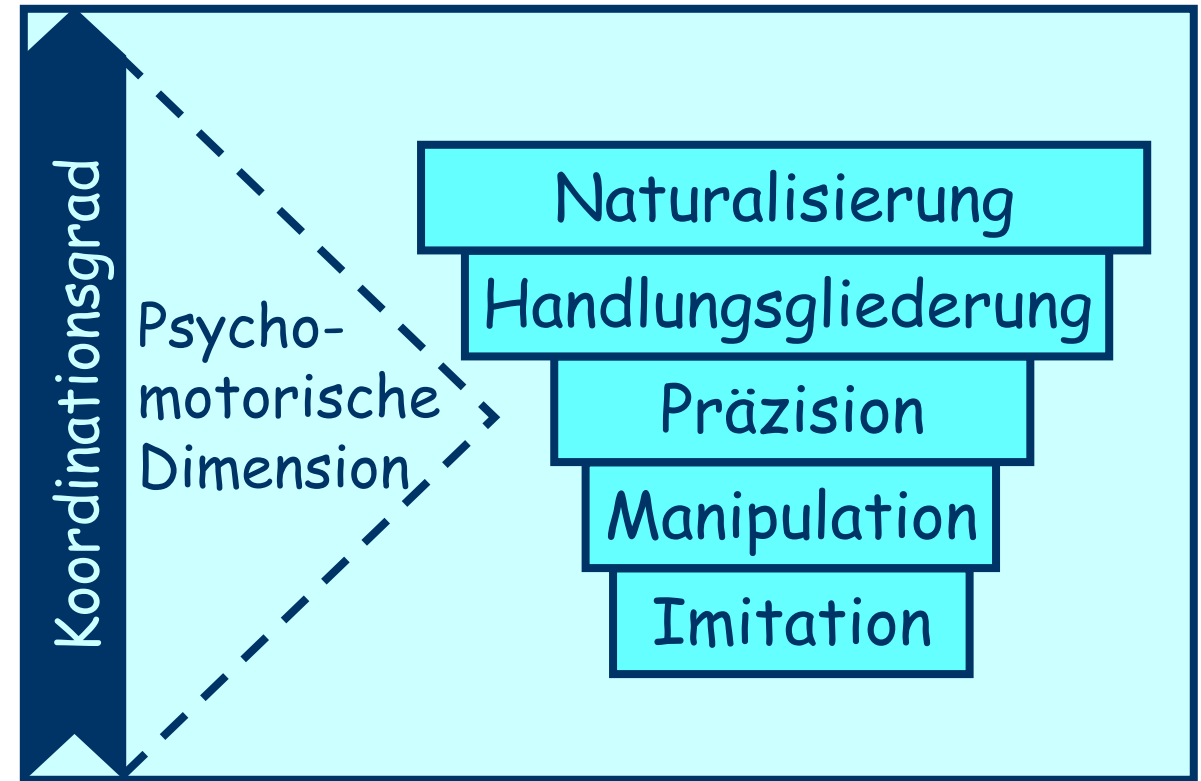 Koordinationsgrad
Psycho-
motorische
Dimension
Naturalisierung
Handlungsgliederung
Präzision
Manipulation
Imitation